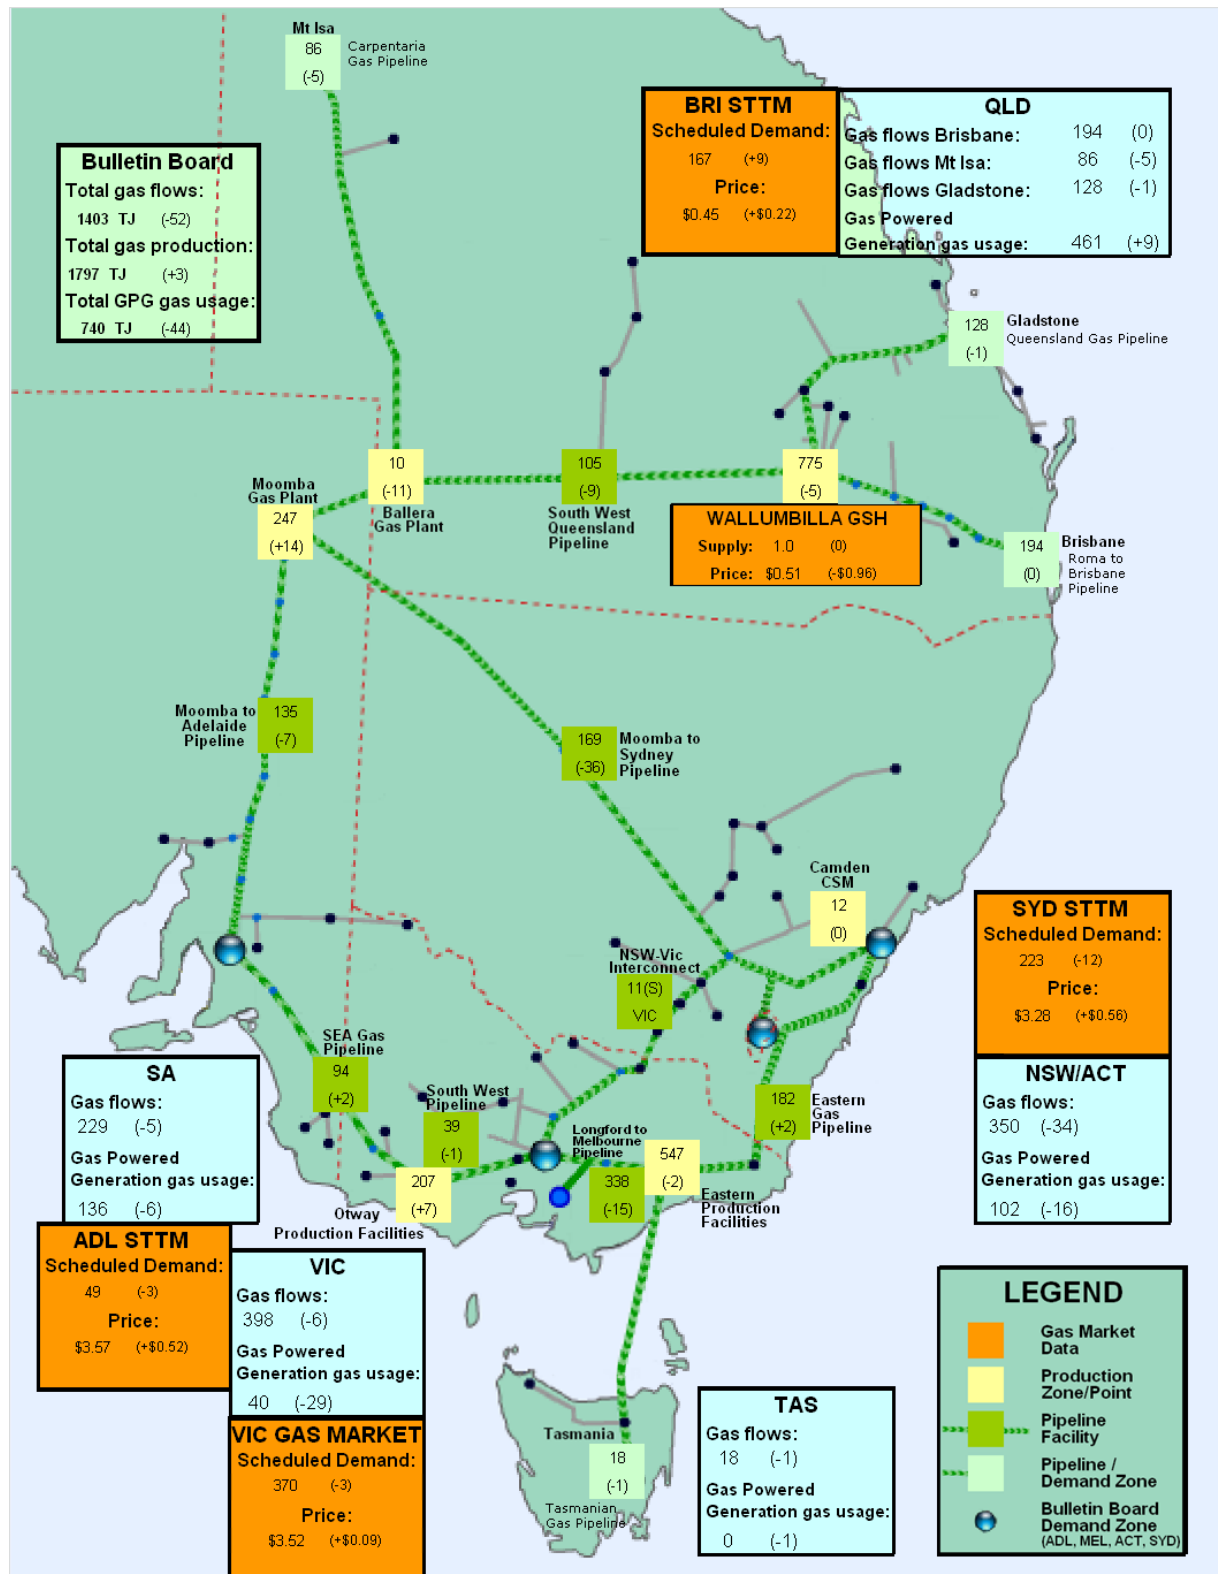 Mt Isa
86
(-5)
Carpentaria
Gas Pipeline
Bulletin Board
Total gas flows:
1403 TJ (-52)
Total gas production:
1797 TJ (+3)
Total GPG gas usage:
740 TJ (-44)
BRI STTM
Scheduled Demand:
167 (+9)
Price:
$0.45 (+$0.22)
QLD
Gas flows Brisbane: 194 (0)
Gas flows Mt Isa: 86 (-5)
Gas flows Gladstone: 128 (-1)
Gas Powered
Generation gas usage: 461 (+9)
128
(-1)
Gladstone
Queensland Gas Pipeline
Moomba
Gas Plant
247
(+14)
10
(-11)
Ballera
Gas Plant
105
(-9)
South West
Queensland
Pipeline
775
(-5)
WALLUMBILLA GSH
Supply: 1.0 (0)
Price: $0.51 (-$0.96)
194
(0)
Brisbane
Roma to
Brisbane
Pipeline
Moomba to
Adelaide
Pipeline
135
(-7)
169
(-36)
Moomba to
Sydney
Pipeline
Camden
CSM
12
(0)
SYD STTM
Scheduled Demand:
223 (-12)
Price:
$3.28 (+$0.56)
NSW-Vic
Interconnect
11(S)
VIC
SEA Gas
Pipeline
94
(+2)
South West
Pipeline
39
(-1)
Longford to
Melbourne
Pipeline
338
(-15)
547
(-2)
Eastern
Production
Facilities
182
(+2)
Eastern
Gas
Pipeline
207
(+7)
Otway
Production Facilities
SA
Gas flows:
229 (-5)
Gas Powered
Generation gas usage:
136 (-6)
NSW/ACT
Gas flows:
350 (-34)
Gas Powered
Generation gas usage:
102 (-16)
ADL STTM
Scheduled Demand:
49 (-3)
Price:
$3.57 (+$0.52)
VIC
Gas flows:
398 (-6)
Gas Powered
Generation gas usage:
40 (-29)
VIC GAS MARKET
Scheduled Demand:
370 (-3)
Price:
$3.52 (+$0.09)
Tasmania
18
(-1)
Tasmanian
Gas Pipeline
TAS
Gas flows:
18 (-1)
Gas Powered
Generation gas usage:
0 (-1)
LEGEND
Gas Market
Data
Production
Zone/Point
Pipeline
Facility
Pipeline /
Demand Zone
Bulletin Board
Demand Zone
(ADL, MEL, ACT, SYD)